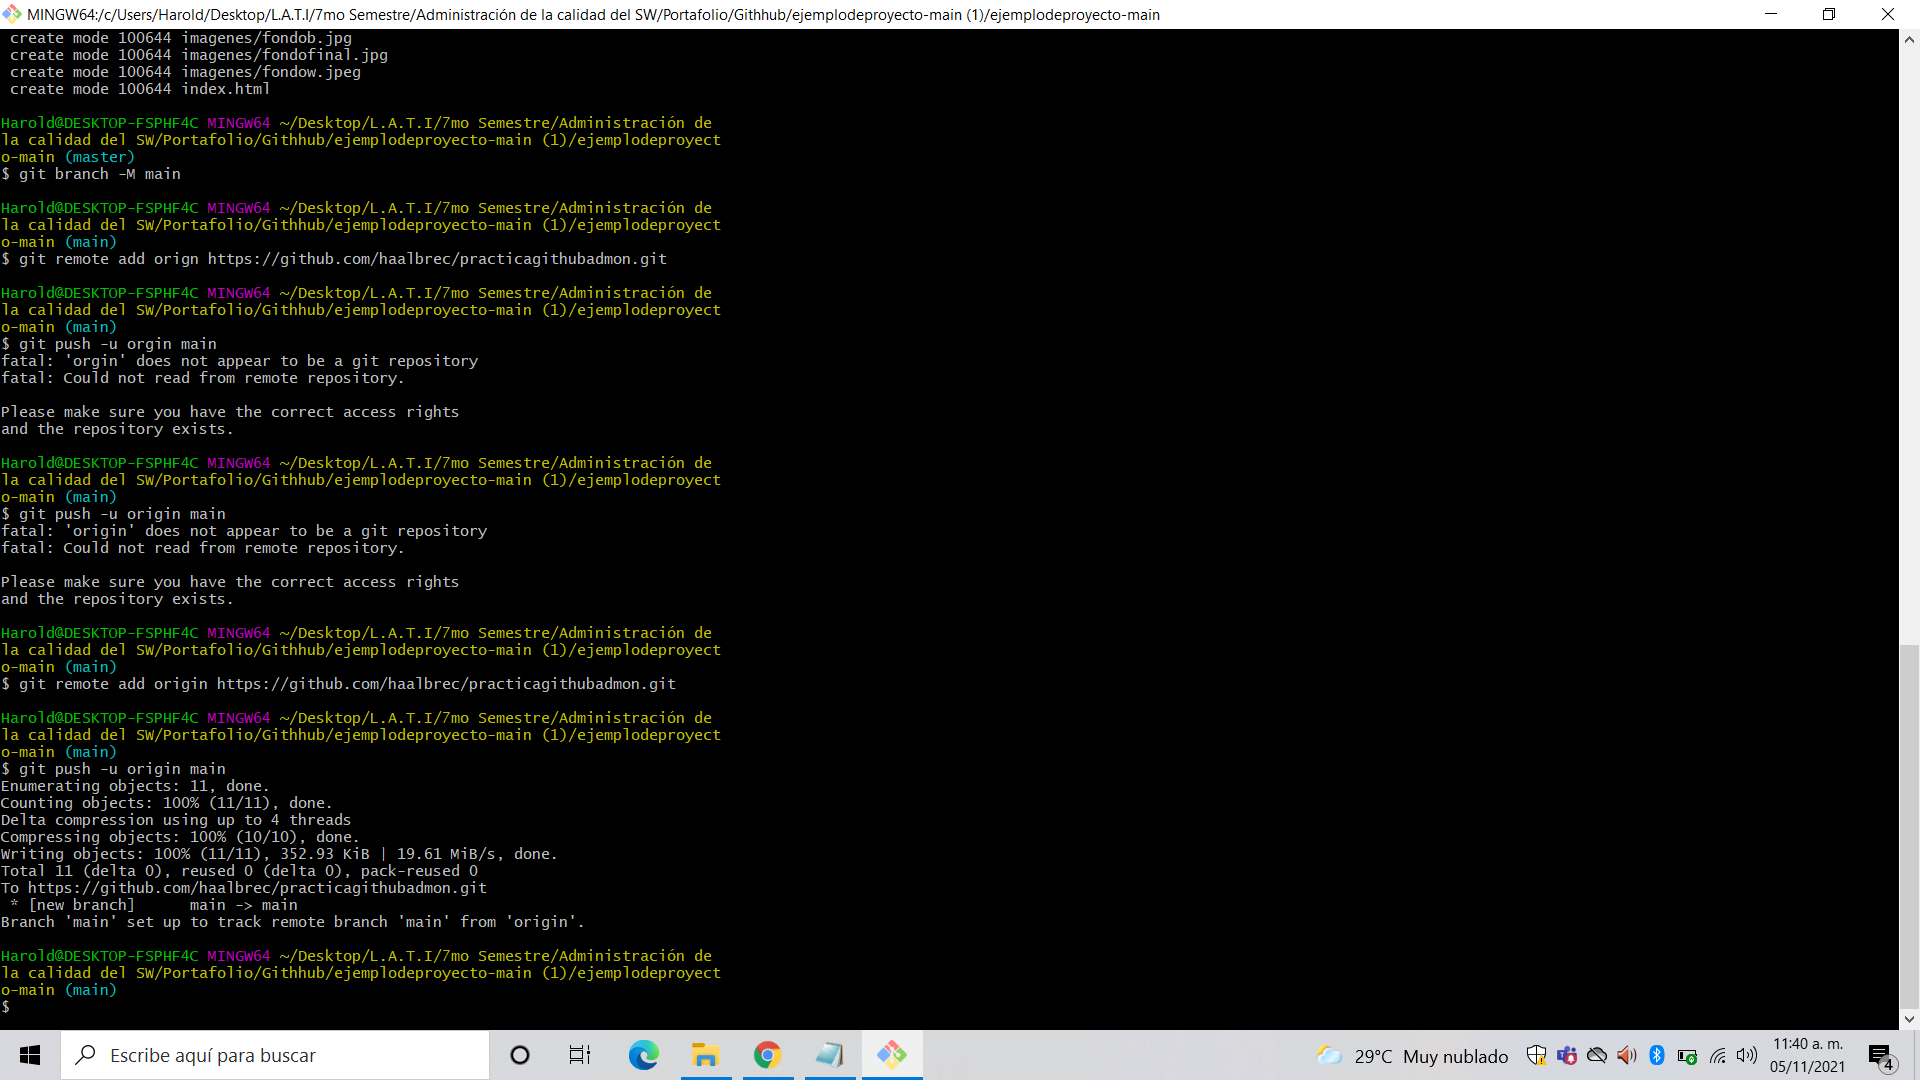 MINGW64:/c/Users/Harold/Desktop/L.A.T.I/7mo Semestre/Administración de la calidad del SW/Portafolio/Githhub/ejemplodeproyecto-main (1)/ejemplodeproyecto-main
create mode 100644 imagenes/fondob.jpg
create mode 100644 imagenes/fondofinal.jpg
create mode 100644 imagenes/fondow.jpeg
create mode 100644 index.html
Harold@DESKTOP-FSPHF4C MINGW64 ~/Desktop/L.A.T.I/7mo Semestre/Administración de
la calidad del SW/Portafolio/Githhub/ejemplodeproyecto-main (1)/ejemplodeproyect
o-main (master)
$ git branch -M main
Harold@DESKTOP-FSPHF4C MINGW64 ~/Desktop/L.A.T.I/7mo Semestre/Administración de
la calidad del SW/Portafolio/Githhub/ejemplodeproyecto-main (1)/ejemplodeproyect
o-main (main)
$ git remote add orign https://github.com/haalbrec/practicagithubadmon.git
Harold@DESKTOP-FSPHF4C MINGW64 ~/Desktop/L.A.T.I/7mo Semestre/Administración de
la calidad del SW/Portafolio/Githhub/ejemplodeproyecto-main (1)/ejemplodeproyect
o-main (main)
$ git push -u orgin main
fatal: 'orgin' does not appear to be a git repository
fatal: Could not read from remote repository.
Please make sure you have the correct access rights
and the repository exists.
Harold@DESKTOP-FSPHF4C MINGW64 ~/Desktop/L.A.T.I/7mo Semestre/Administración de
la calidad del SW/Portafolio/Githhub/ejemplodeproyecto-main (1)/ejemplodeproyect
o-main (main)
$ git push -u origin main
fatal: 'origin' does not appear to be a git repository
fatal: Could not read from remote repository.
Please make sure you have the correct access rights
and the repository exists.
Harold@DESKTOP-FSPHF4C MINGW64 ~/Desktop/L.A.T.I/7mo Semestre/Administración de
la calidad del SW/Portafolio/Githhub/ejemplodeproyecto-main (1)/ejemplodeproyect
o-main (main)
$ git remote add origin https://github.com/haalbrec/practicagithubadmon.git
Harold@DESKTOP-FSPHF4C MINGW64 ~/Desktop/L.A.T.I/7mo Semestre/Administración de
la calidad del SW/Portafolio/Githhub/ejemplodeproyecto-main (1)/ejemplodeproyect
o-main (main)
$ git push -u origin main
Enumerating objects: 11, done.
Counting objects: 100% (11/11), done.
Delta compression using up to 4 threads
Compressing objects: 100% (10/10), done.
Writing objects: 100% (11/11), 352.93 KiB | 19.61 MiB/s, done.
Total 11 (delta 0), reused 0 (delta 0), pack-reused 0
To https://github.com/haalbrec/practicagithubadmon.git
* [new branch]      main -> main
Branch 'main' set up to track remote branch 'main' from 'origin'.
Harold@DESKTOP-FSPHF4C MINGW64 ~/Desktop/L.A.T.I/7mo Semestre/Administración de
la calidad del SW/Portafolio/Githhub/ejemplodeproyecto-main (1)/ejemplodeproyect
o-main (main)
$
Escribe aquí para buscar
29°C Muy nublado
11:40 a. m.
05/11/2021
4